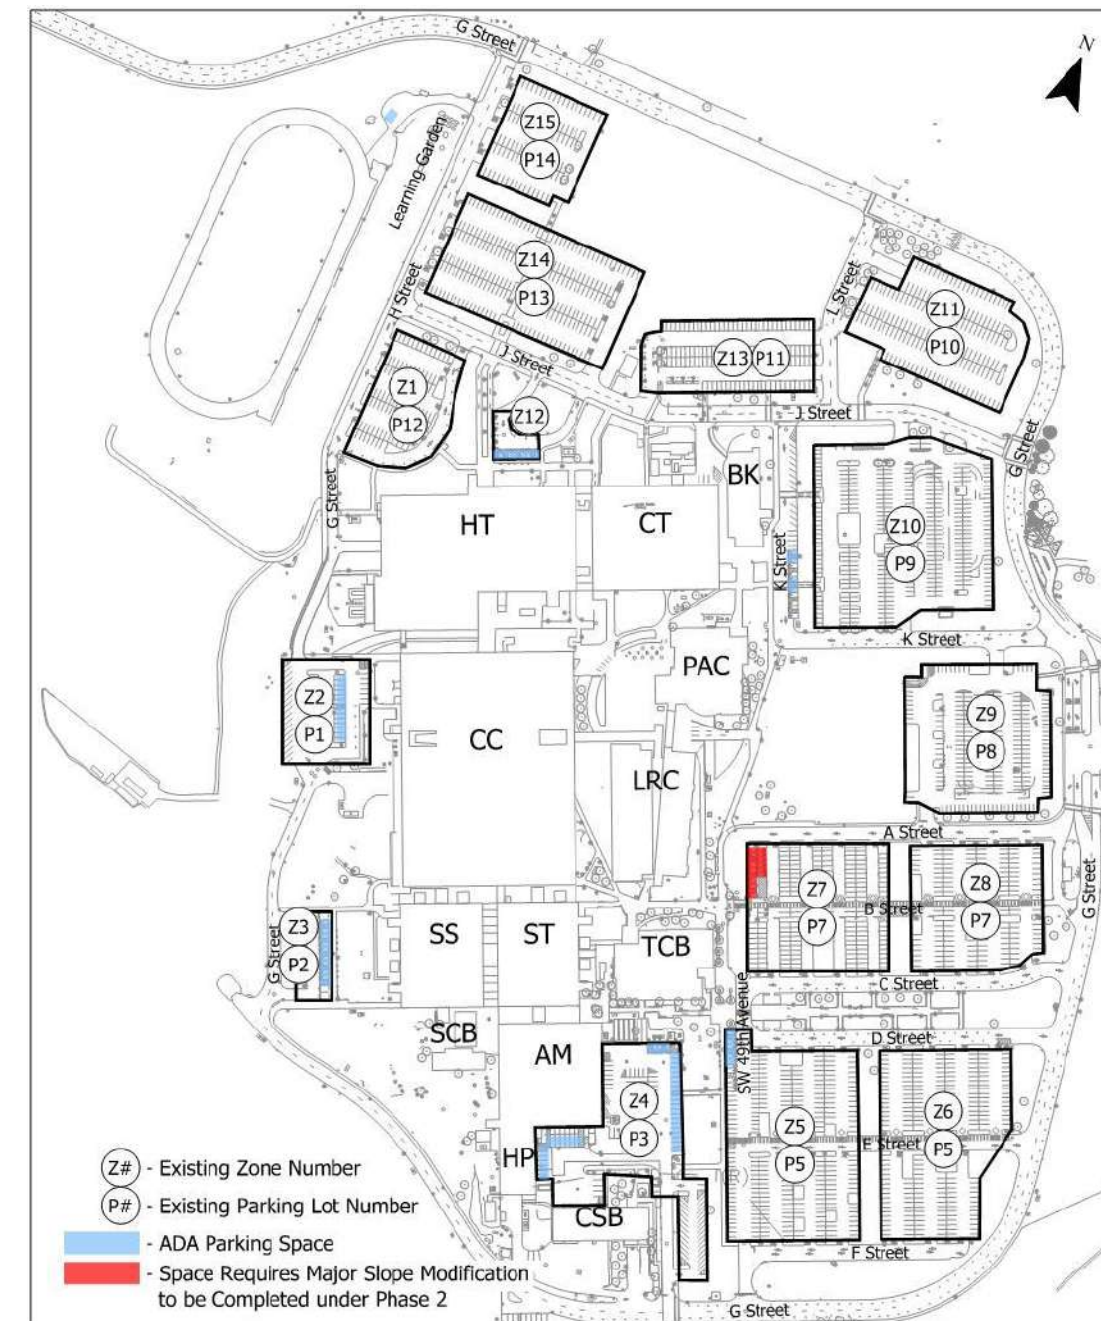 G Street
N
Z15
P14
Learning Garden
Z14
P13
H Street
L Street
Z11
P10
J Street
Z13 P11
Z1
P12
Z12
J Street
G Street
BK
HT
CT
Z10
P9
G Street
K Street
K Street
PAC
Z2
P1
CC
Z9
P8
LRC
A Street
Z7
P7
Z8
P7
B Street
G Street
Z3
P2
G Street
SS
ST
TCB
C Street
SW 49th Avenue
D Street
SCB
AM
Z4
P3
Z5
P5
Z6
P5
E Street
HP
CSB
F Street
G Street
Z# - Existing Zone Number
P# - Existing Parking Lot Number
- ADA Parking Space
- Space Requires Major Slope Modification
to be Completed under Phase 2